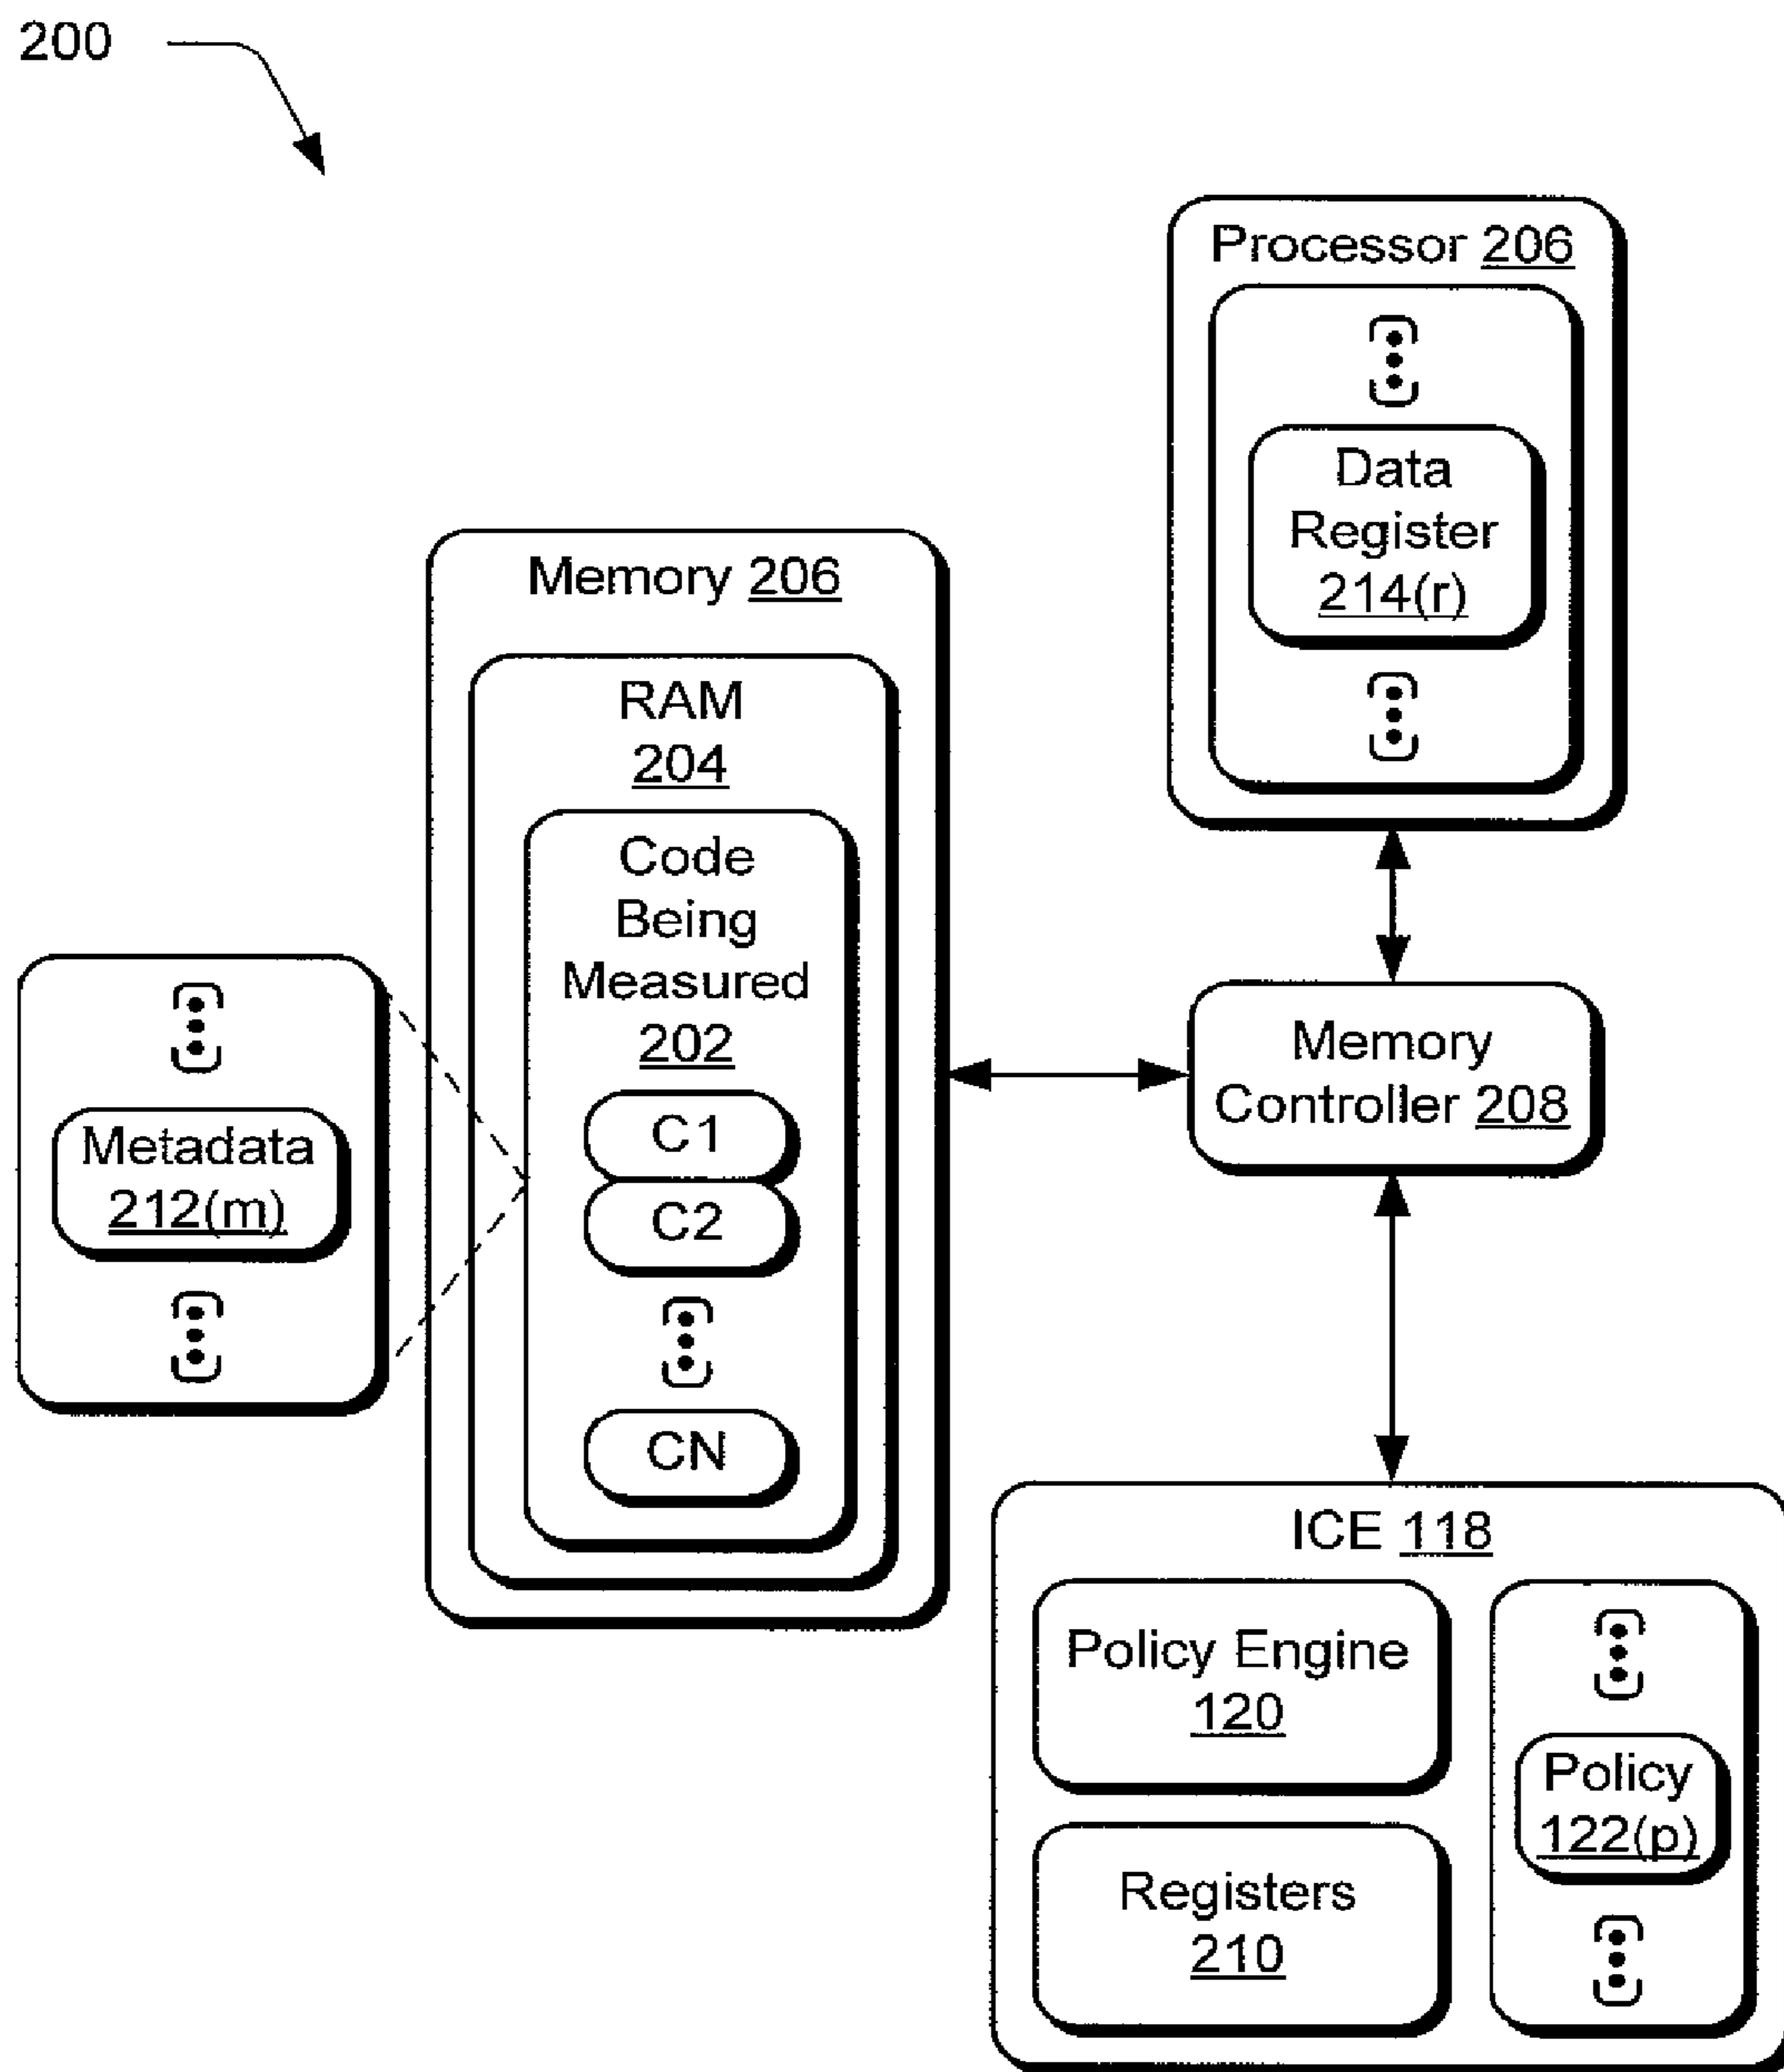 200
Processor 206
Data
Register
214(r)
Memory 206
RAM
204
Code
Being
Measured
202
C1
C2
CN
Metadata
212(m)
Memory
Controller 208
ICE 118
Policy Engine
120
Registers
210
Policy
122(p)